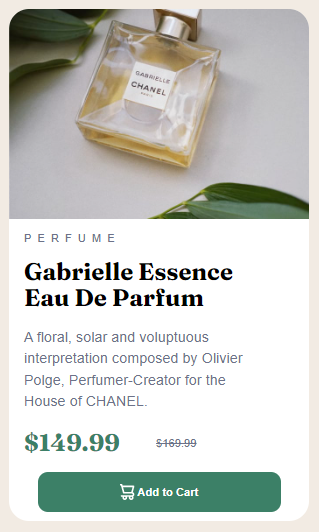 GABRIELLE
CHANEL
PARIS
PERFUME
Gabrielle Essence
Eau De Parfum
A floral, solar and voluptuous
interpretation composed by Olivier
Polge, Perfumer-Creator for the
House of CHANEL.
$149.99 $169.99
Add to Cart